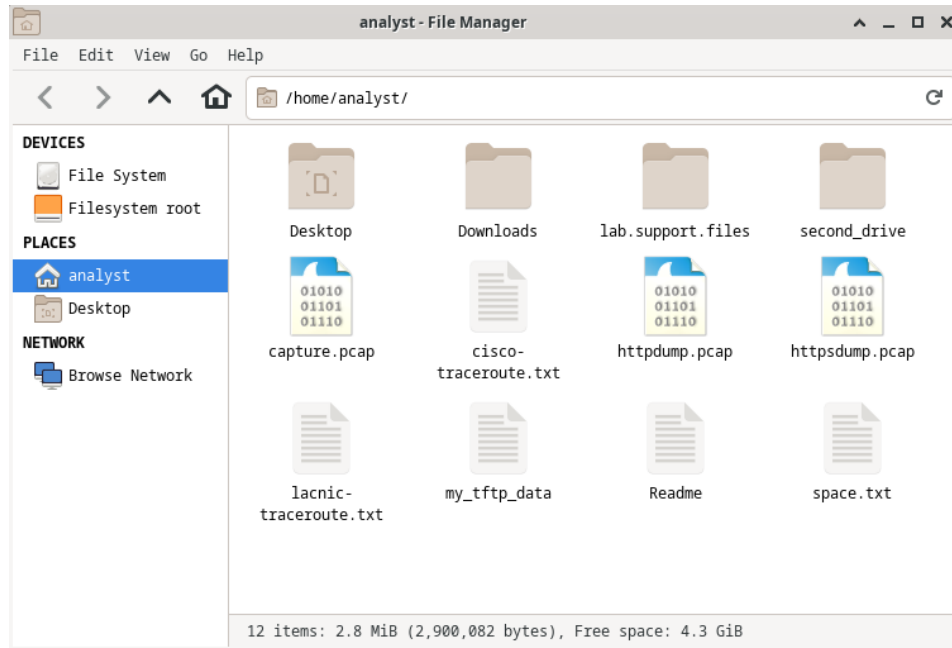 analyst - File Manager
File Edit View Go Help
/home/analyst/
DEVICES
File System
Filesystem root
PLACES
analyst
Desktop
NETWORK
Browse Network
Desktop Downloads lab.support.files second_drive
01010 01010 01010
01101 01101 01101
01110 01110 01110
capture.pcap cisco- httpdump.pcap httpsdump.pcap
traceroute.txt
lacnic- my_tftp_data Readme space.txt
traceroute.txt
12 items: 2.8 MiB (2,900,082 bytes), Free space: 4.3 GiB